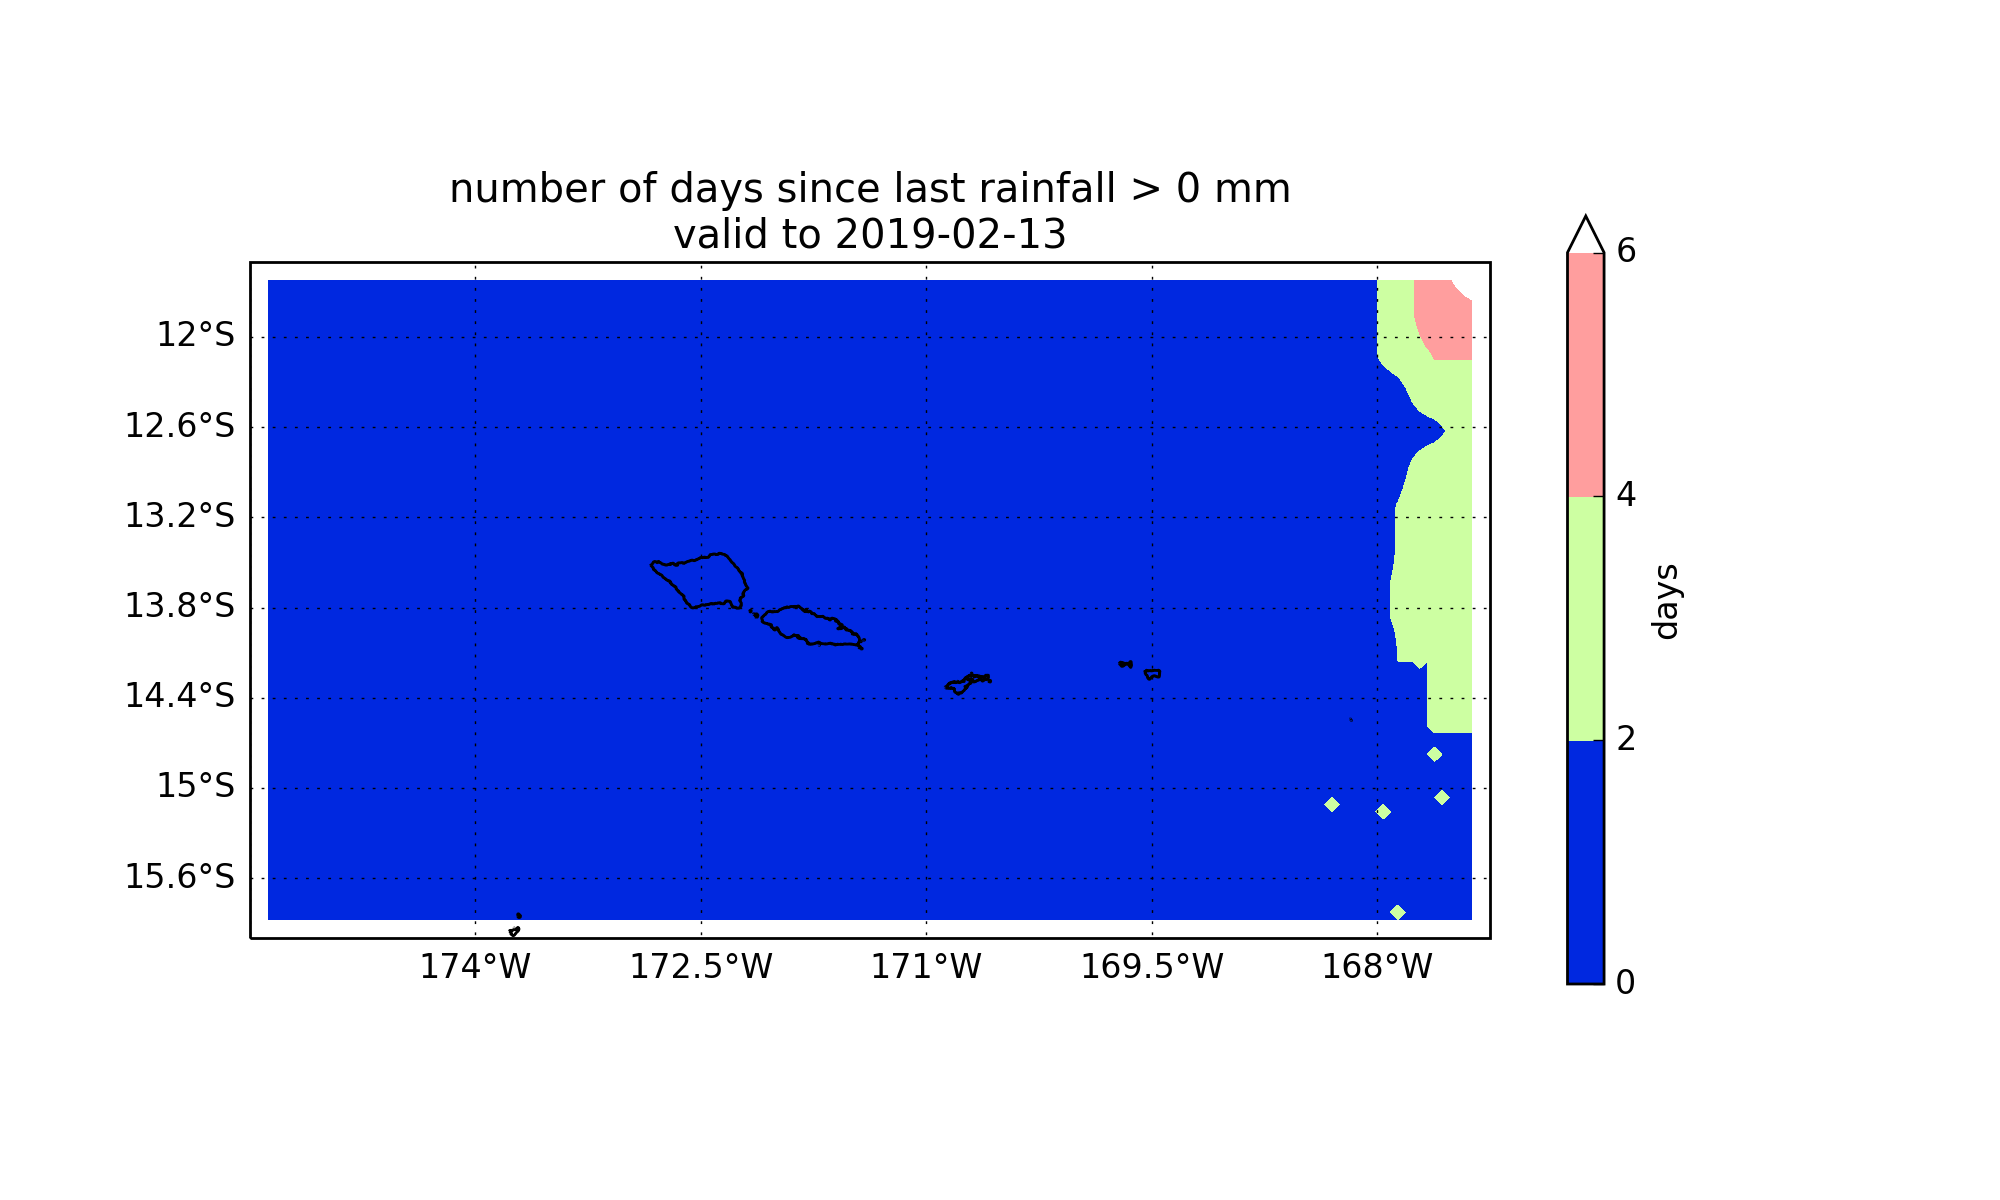 number of days since last rainfall > 0 mm
valid to 2019-02-13
12°S
12.6°S
13.2°S
13.8°S
14.4°S
15°S
15.6°S
174°W 172.5°W 171°W 169.5°W 168°W
6
4
2
0
days